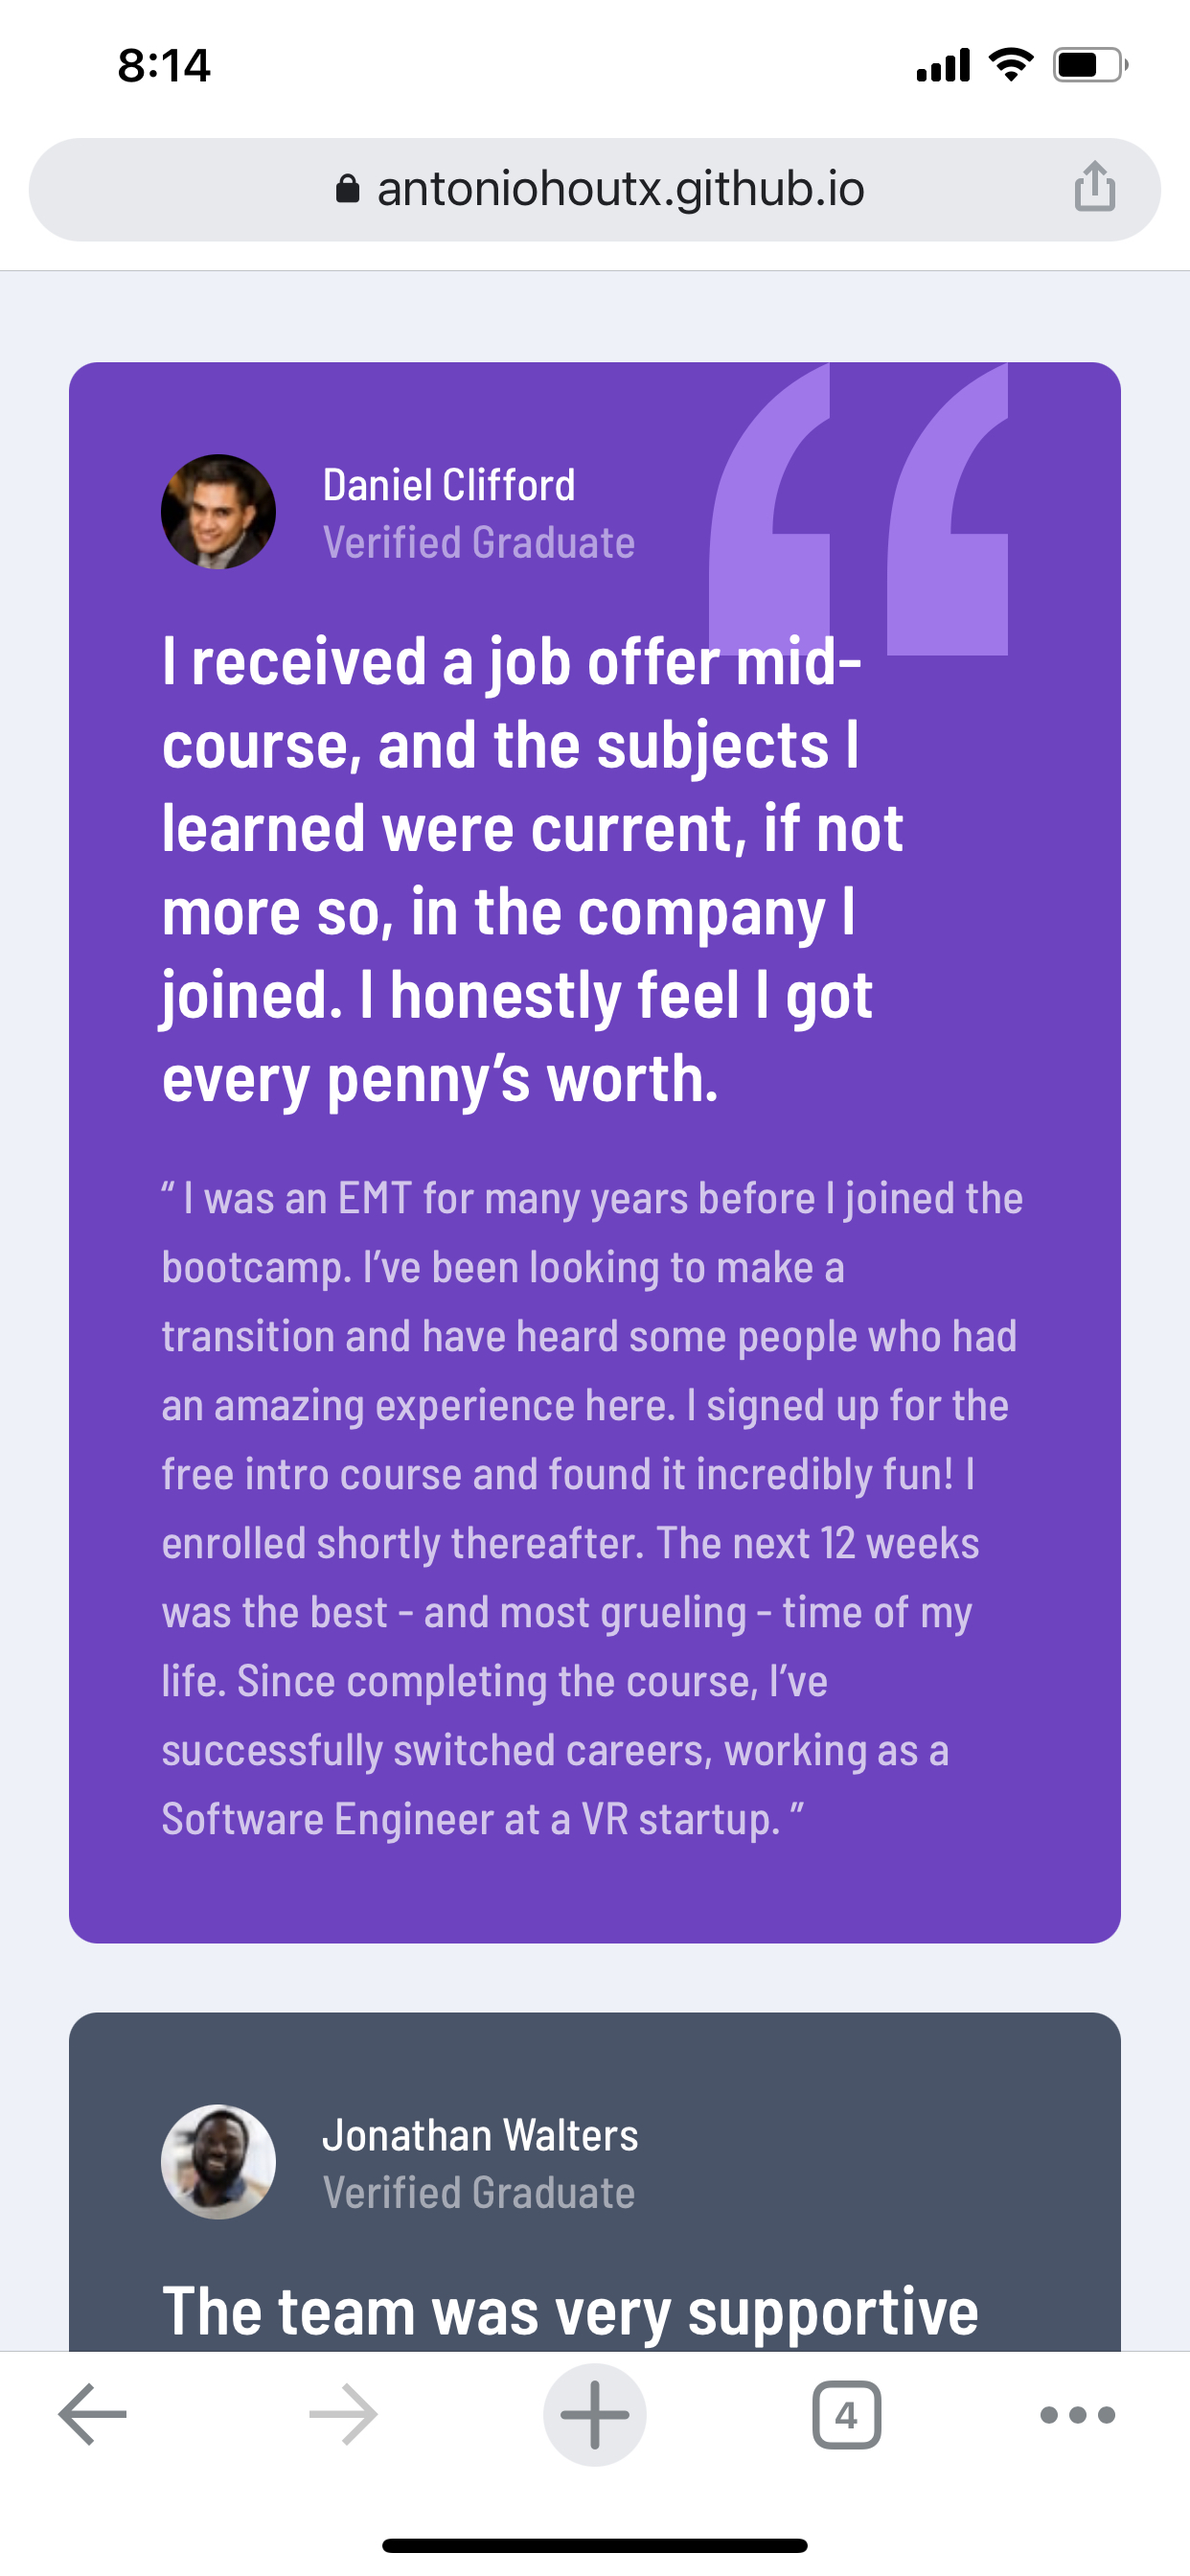 8:14
antoniohoutx.github.io
Daniel Clifford
Verified Graduate
I received a job offer mid-
course, and the subjects I
learned were current, if not
more so, in the company I
joined. I honestly feel I got
every penny’s worth.
“ I was an EMT for many years before I joined the
bootcamp. I’ve been looking to make a
transition and have heard some people who had
an amazing experience here. I signed up for the
free intro course and found it incredibly fun! I
enrolled shortly thereafter. The next 12 weeks
was the best - and most grueling - time of my
life. Since completing the course, I’ve
successfully switched careers, working as a
Software Engineer at a VR startup. ”
Jonathan Walters
Verified Graduate
The team was very supportive
4